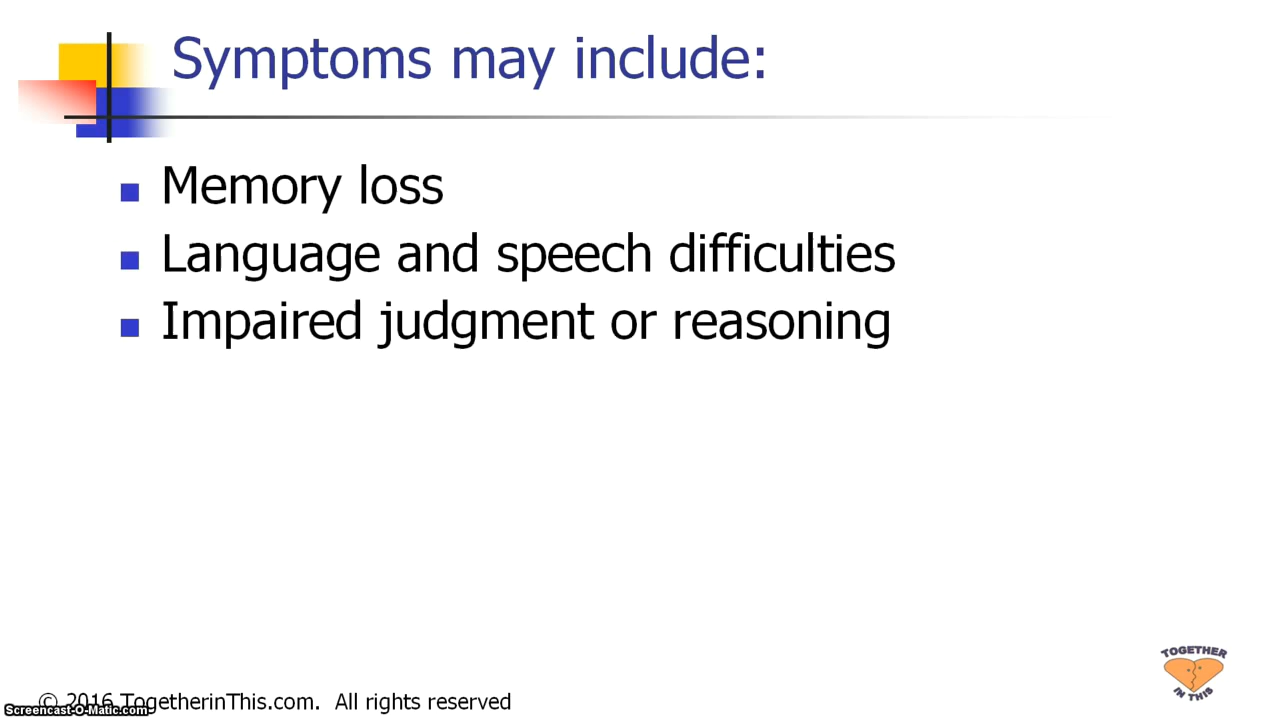 Symptoms may include:
Memory loss
Language and speech difficulties
Impaired judgment or reasoning
TOGETHER
IN THIS
© 2016 TogetherinThis.com. All rights reserved
Screencast-O-Matic.com